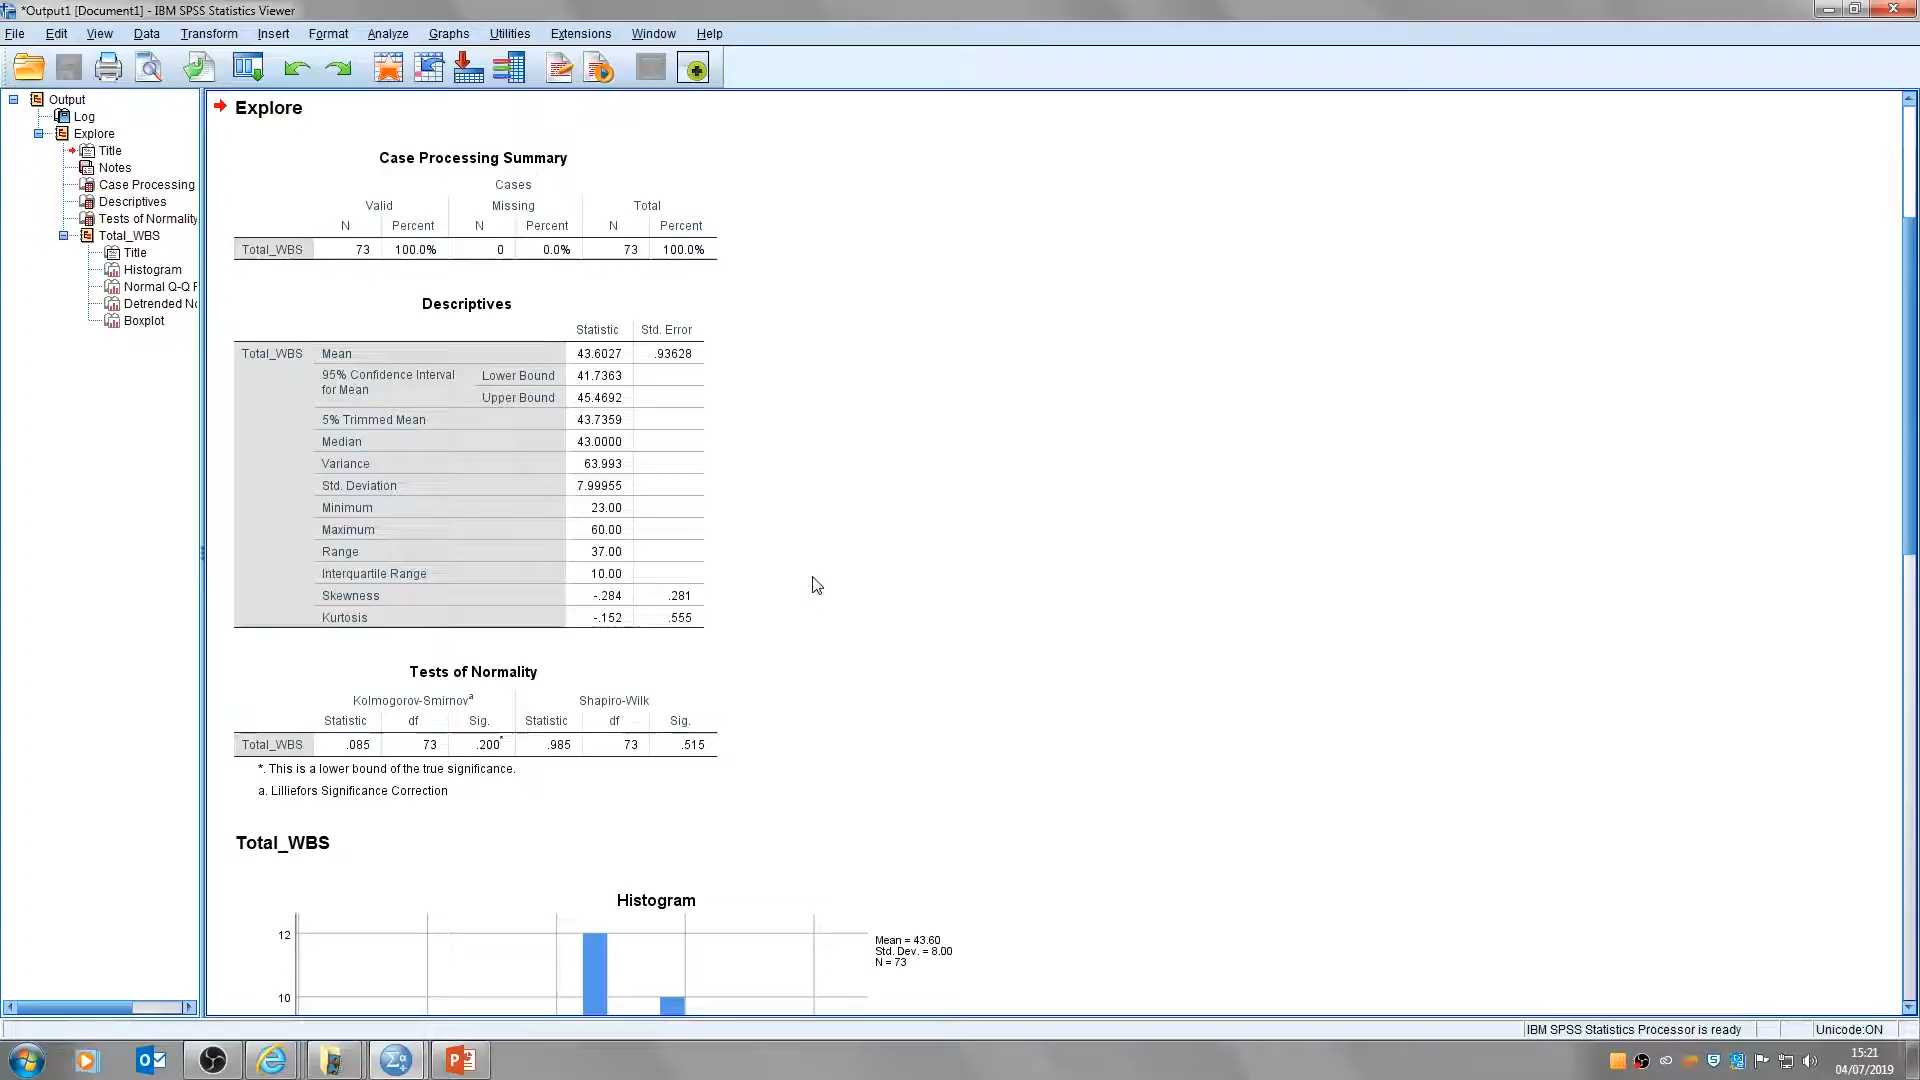 *Output1 [Document1] - IBM SPSS Statistics Viewer
File Edit View Data Transform Insert Format Analyze Graphs Utilities Extensions Window Help
Output
Log
Explore
Title
Notes
Case Processing
Descriptives
Tests of Normality
Total_WBS
Title
Histogram
Normal Q-Q P
Detrended No
Boxplot
Explore
Case Processing Summary
Cases
Valid Missing Total
N Percent N Percent N Percent
Total_WBS 73 100.0% 0 0.0% 73 100.0%
Descriptives
Statistic Std. Error
Total_WBS Mean 43.6027 .93628
95% Confidence Interval for Mean Lower Bound 41.7363
Upper Bound 45.4692
5% Trimmed Mean 43.7359
Median 43.0000
Variance 63.993
Std. Deviation 7.99955
Minimum 23.00
Maximum 60.00
Range 37.00
Interquartile Range 10.00
Skewness -.284 .281
Kurtosis -.152 .555
Tests of Normality
Kolmogorov-Smirnov^a Shapiro-Wilk
Statistic df Sig. Statistic df Sig.
Total_WBS .085 73 .200* .985 73 .515
*. This is a lower bound of the true significance.
a. Lilliefors Significance Correction
Total_WBS
Histogram
12
10
Mean = 43.60
Std. Dev. = 8.00
N = 73
IBM SPSS Statistics Processor is ready Unicode:ON
15:21
04/07/2019